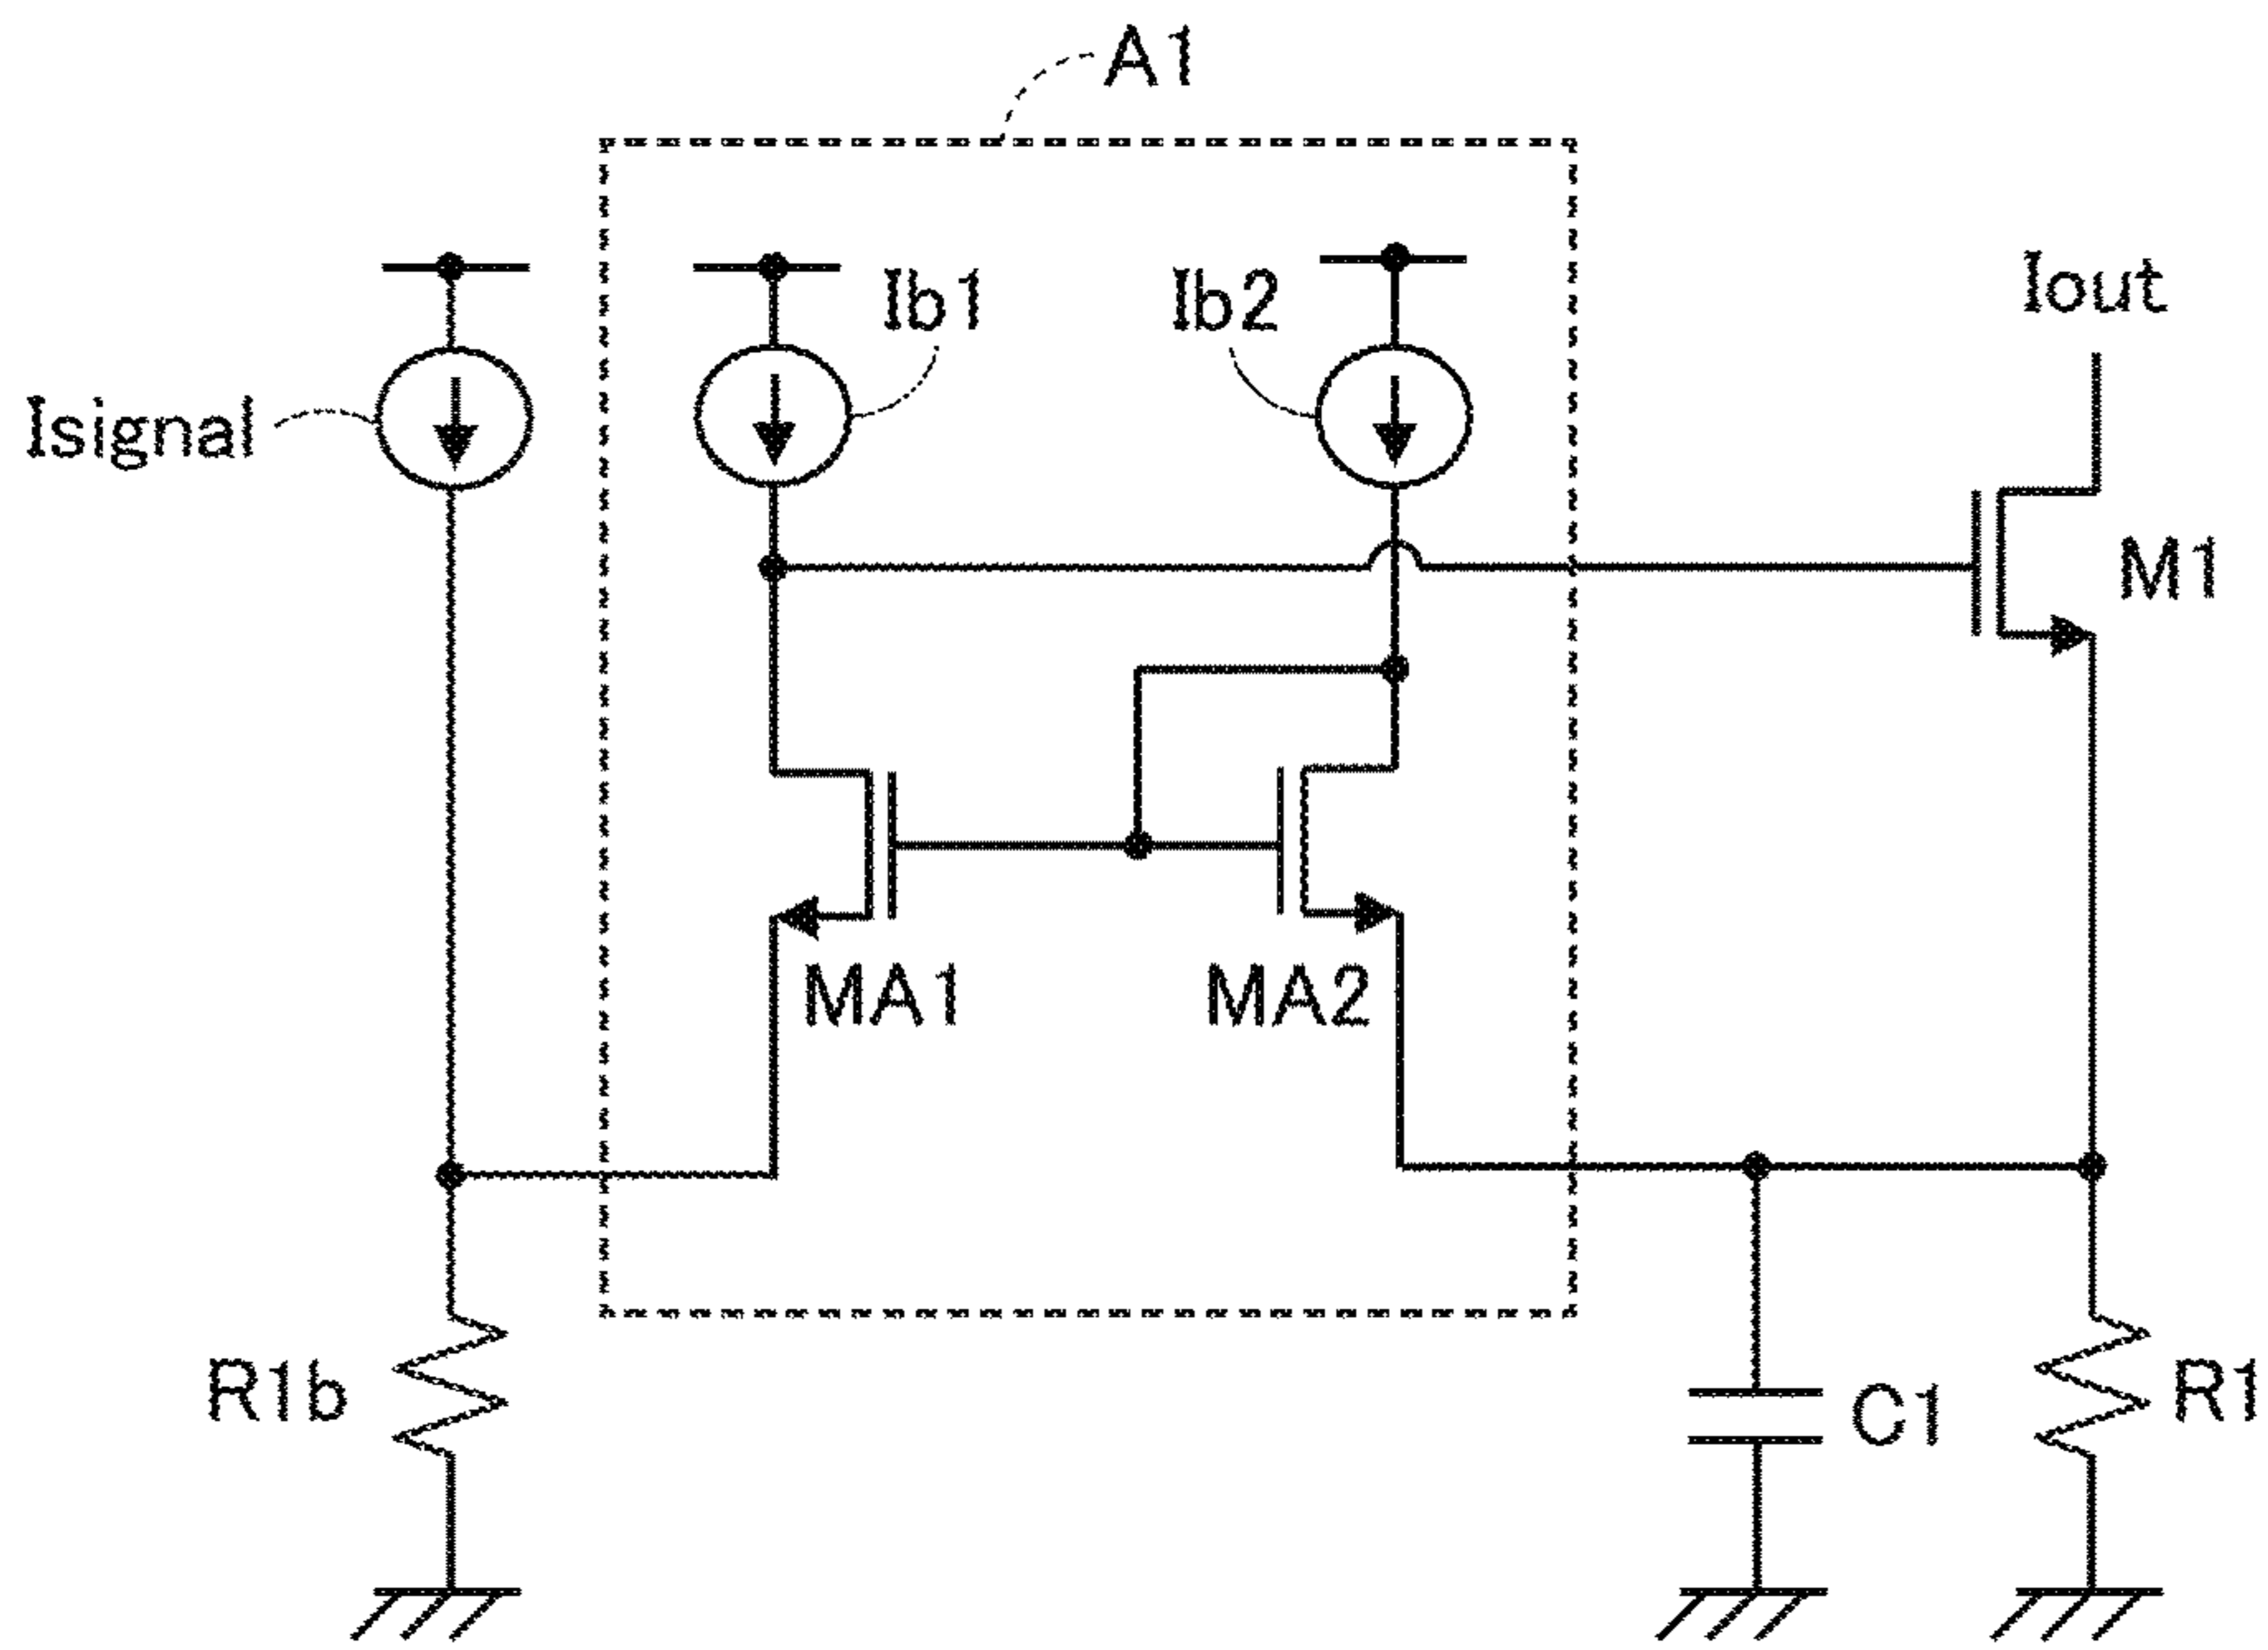 A1
Ib1
Ib2
Iout
Isignal
M1
MA1
MA2
R1b
C1
R1